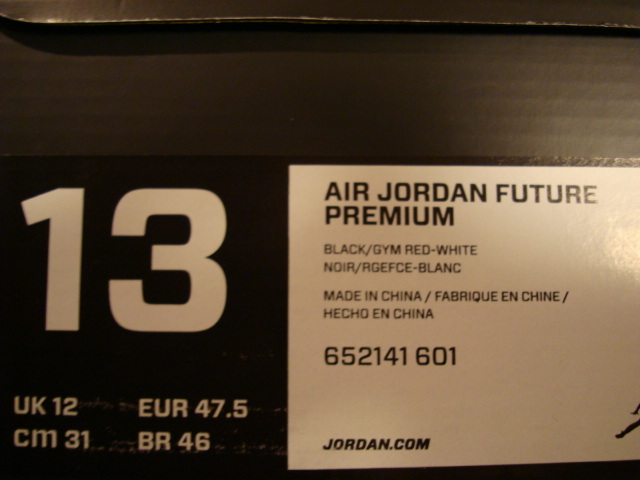 13
UK 12 EUR 47.5
cm 31 BR 46
AIR JORDAN FUTURE
PREMIUM
BLACK/GYM RED-WHITE
NOIR/RGEFCE-BLANC
MADE IN CHINA / FABRIQUE EN CHINE /
HECHO EN CHINA
652141 601
JORDAN.COM